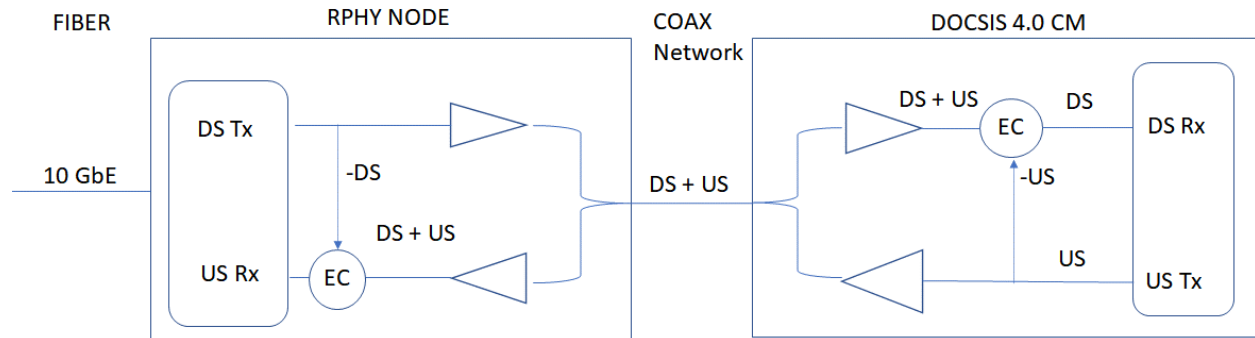 FIBER
RPHY NODE
COAX
Network
DOCSIS 4.0 CM
DS Tx
-DS
DS + US
US Rx
EC
10 GbE
DS + US
DS + US
EC
DS
DS Rx
-US
US
US Tx